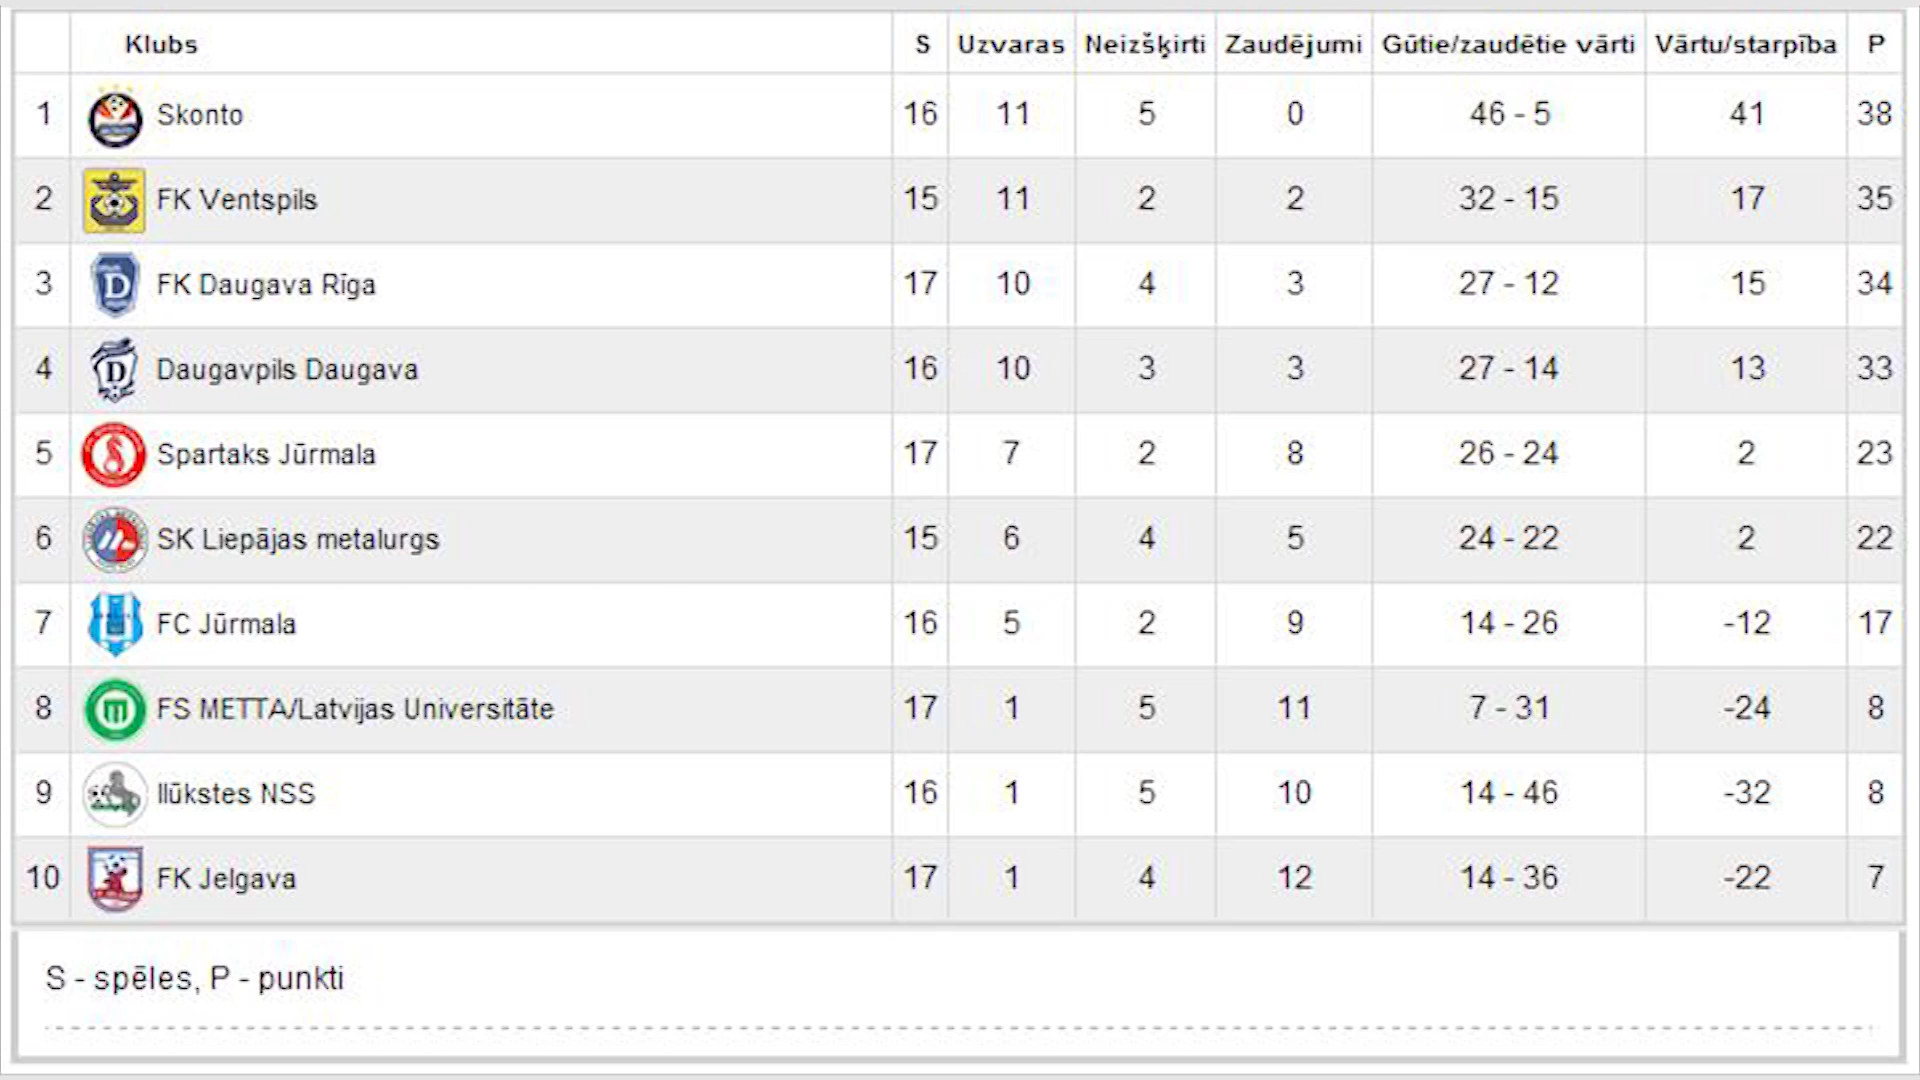 Klubs S Uzvaras Neizšķirti Zaudējumi Gūtie/zaudētie vārti Vārtu/starpība P
1 Skonto 16 11 5 0 46 - 5 41 38
2 FK Ventspils 15 11 2 2 32 - 15 17 35
3 FK Daugava Rīga 17 10 4 3 27 - 12 15 34
4 Daugavpils Daugava 16 10 3 3 27 - 14 13 33
5 Spartaks Jūrmala 17 7 2 8 26 - 24 2 23
6 SK Liepājas metalurgs 15 6 4 5 24 - 22 2 22
7 FC Jūrmala 16 5 2 9 14 - 26 -12 17
8 FS METTA/Latvijas Universitāte 17 1 5 11 7 - 31 -24 8
9 Ilūkstes NSS 16 1 5 10 14 - 46 -32 8
10 FK Jelgava 17 1 4 12 14 - 36 -22 7
S - spēles, P - punkti